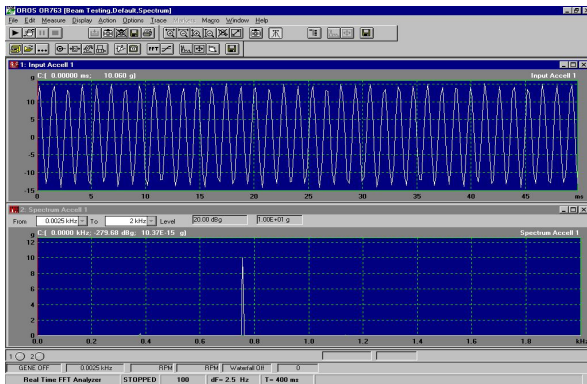 OROS OR763 [Beam Testing,Default,Spectrum]
File Edit Measure Display Action Options Trace Markers Magro Window Help
FFT
1: Input Accell 1
g C:( 0.00000 ms; 10.060 g) Input Accell 1
10
5
0
-5
-10
-15
0 5 10 15 20 25 30 35 40 45 ms
2: Spectrum Accell 1
From 0.0025 kHz To 2 kHz Level 20.00 dBg 1.00E+01 g
g C:( 0.0000 kHz; -279.68 dBg; 10.37E-15 g) Spectrum Accell 1
12
10
8
6
4
2
0
0.0 0.2 0.4 0.6 0.8 1.0 1.2 1.4 1.6 1.8 kHz
1 2
GENE OFF 0.0025 kHz RPM RPM Waterfall Off 0
Real Time FFT Analyzer STOPPED 100 dF= 2.5 Hz T= 400 ms